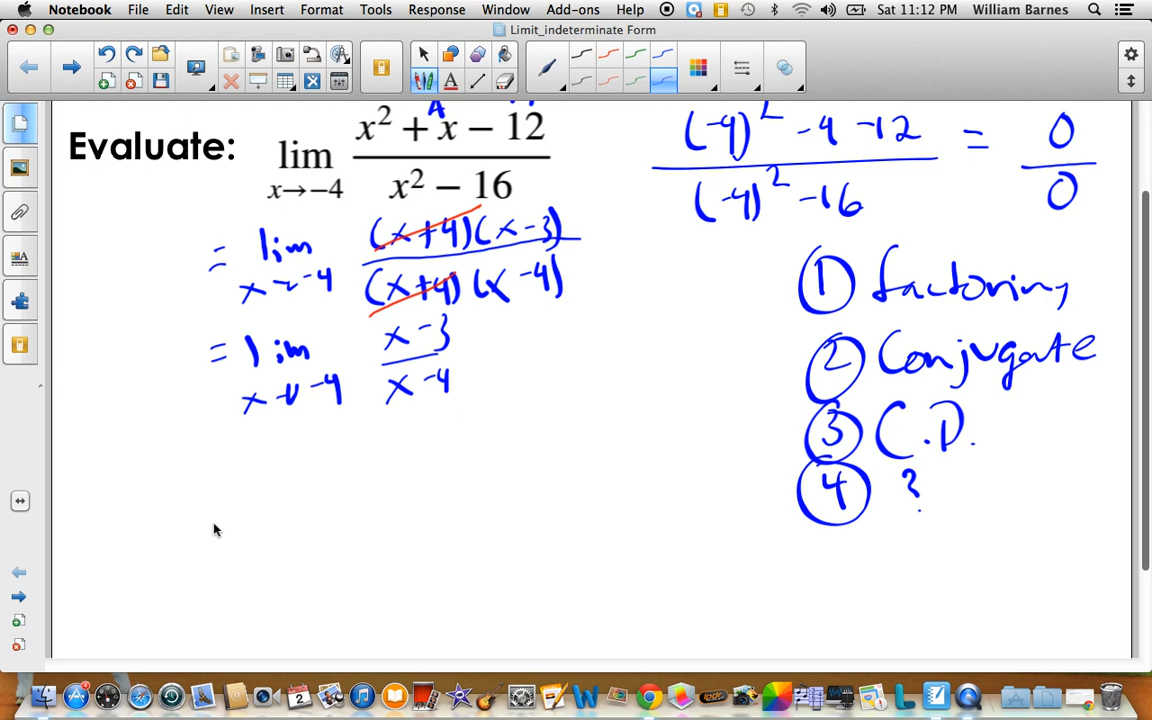 Notebook File Edit View Insert Format Tools Response Window Add-ons Help Sat 11:12 PM William Barnes
Limit_indeterminate Form
Evaluate: lim x→-4 (x² + x − 12)/(x² − 16)
((-4)² -4 -12)/((-4)² -16) = 0/0
= lim x→-4 ((x+4)(x-3))/((x+4)(x-4))
= lim x→-4 (x-3)/(x-4)
① factoring
② Conjugate
③ C.D.
④ ?